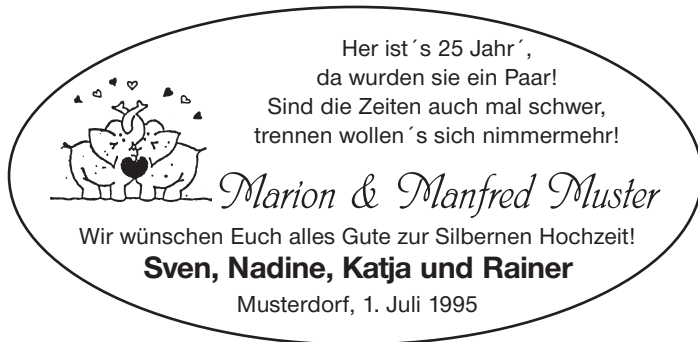 Her ist´s 25 Jahr´,
da wurden sie ein Paar!
Sind die Zeiten auch mal schwer,
trennen wollen´s sich nimmermehr!
Marion & Manfred Muster
Wir wünschen Euch alles Gute zur Silbernen Hochzeit!
Sven, Nadine, Katja und Rainer
Musterdorf, 1. Juli 1995